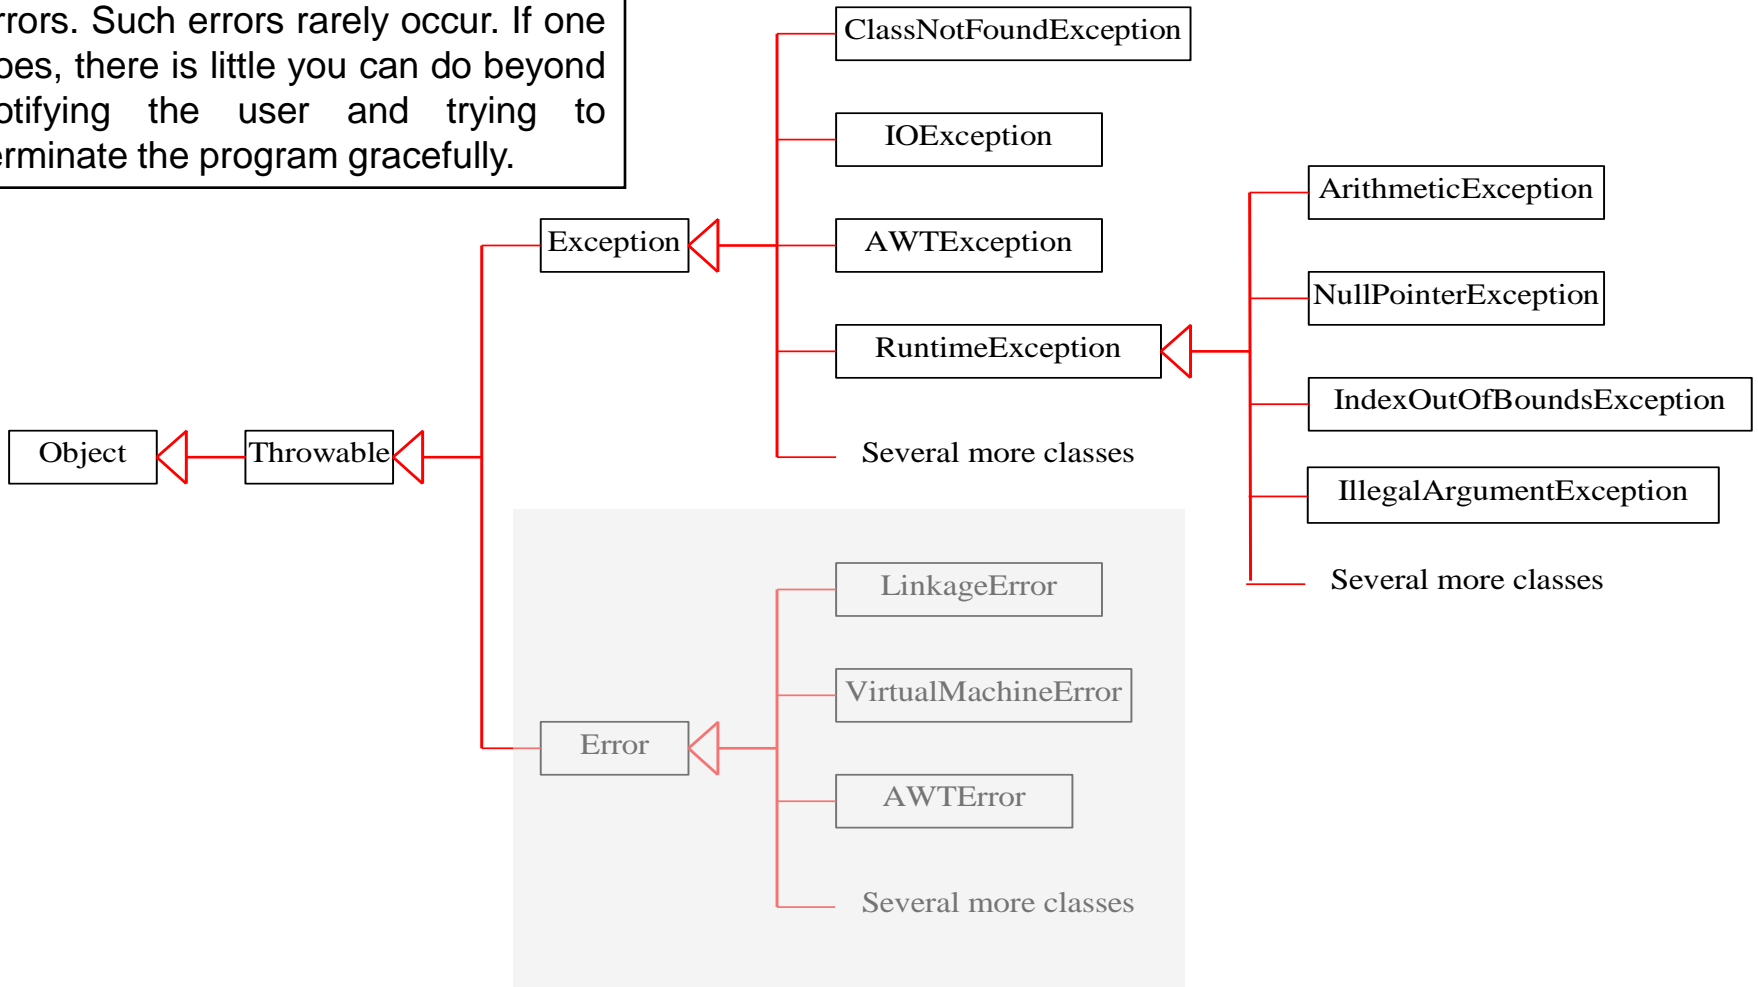 rrors. Such errors rarely occur. If one
oes, there is little you can do beyond
otifying the user and trying to
erminate the program gracefully.
ClassNotFoundException
IOException
ArithmeticException
Exception
AWTException
NullPointerException
RuntimeException
IndexOutOfBoundsException
Object
Throwable
Several more classes
IllegalArgumentException
LinkageError
Several more classes
VirtualMachineError
Error
AWTError
Several more classes